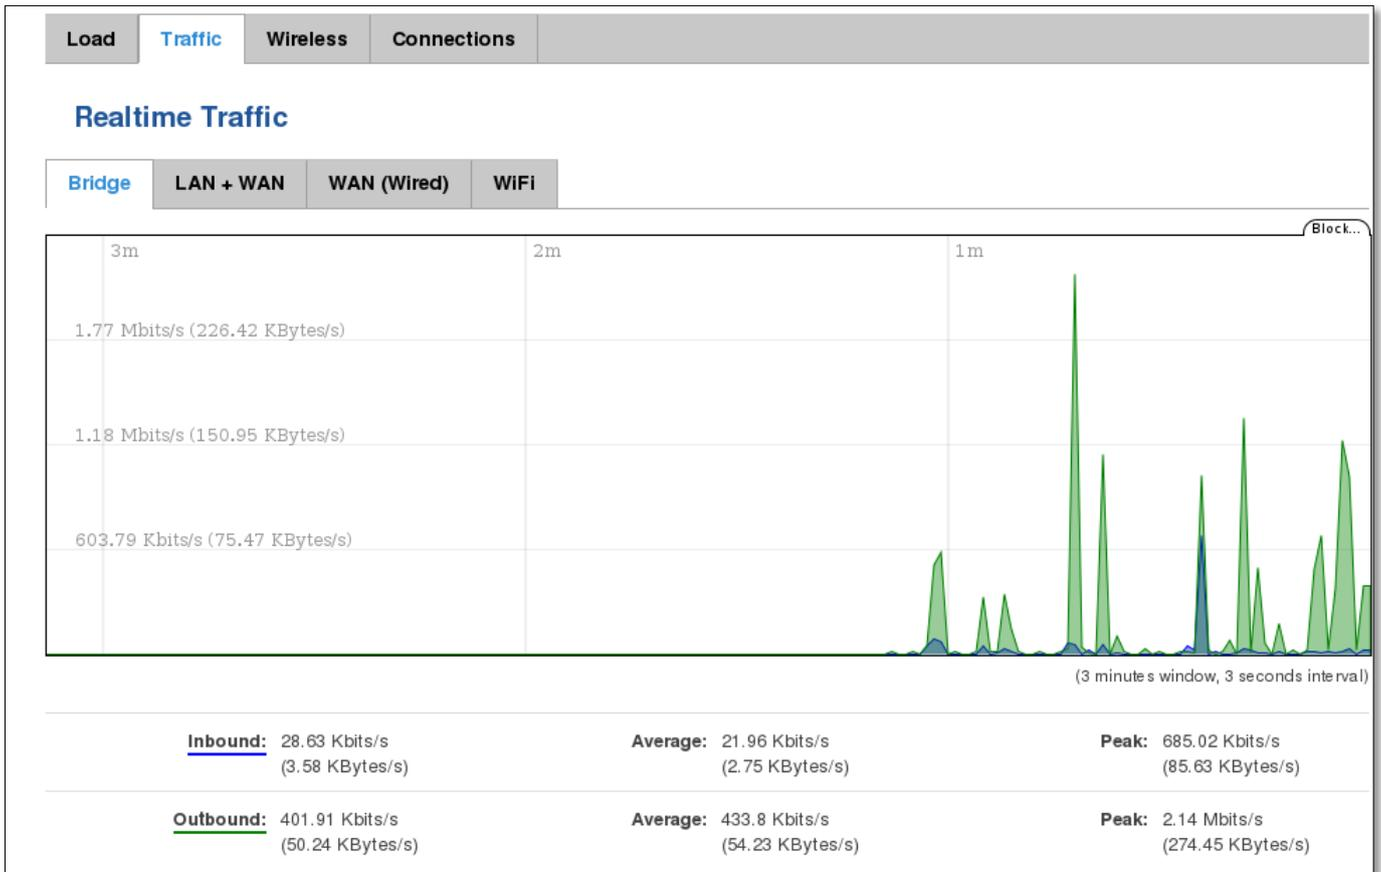 Load Traffic Wireless Connections
Realtime Traffic
Bridge LAN + WAN WAN (Wired) WiFi
Block...
3m 2m 1m
1.77 Mbits/s (226.42 KBytes/s)
1.18 Mbits/s (150.95 KBytes/s)
603.79 Kbits/s (75.47 KBytes/s)
(3 minutes window, 3 seconds interval)
Inbound: 28.63 Kbits/s Average: 21.96 Kbits/s Peak: 685.02 Kbits/s
(3.58 KBytes/s) (2.75 KBytes/s) (85.63 KBytes/s)
Outbound: 401.91 Kbits/s Average: 433.8 Kbits/s Peak: 2.14 Mbits/s
(50.24 KBytes/s) (54.23 KBytes/s) (274.45 KBytes/s)